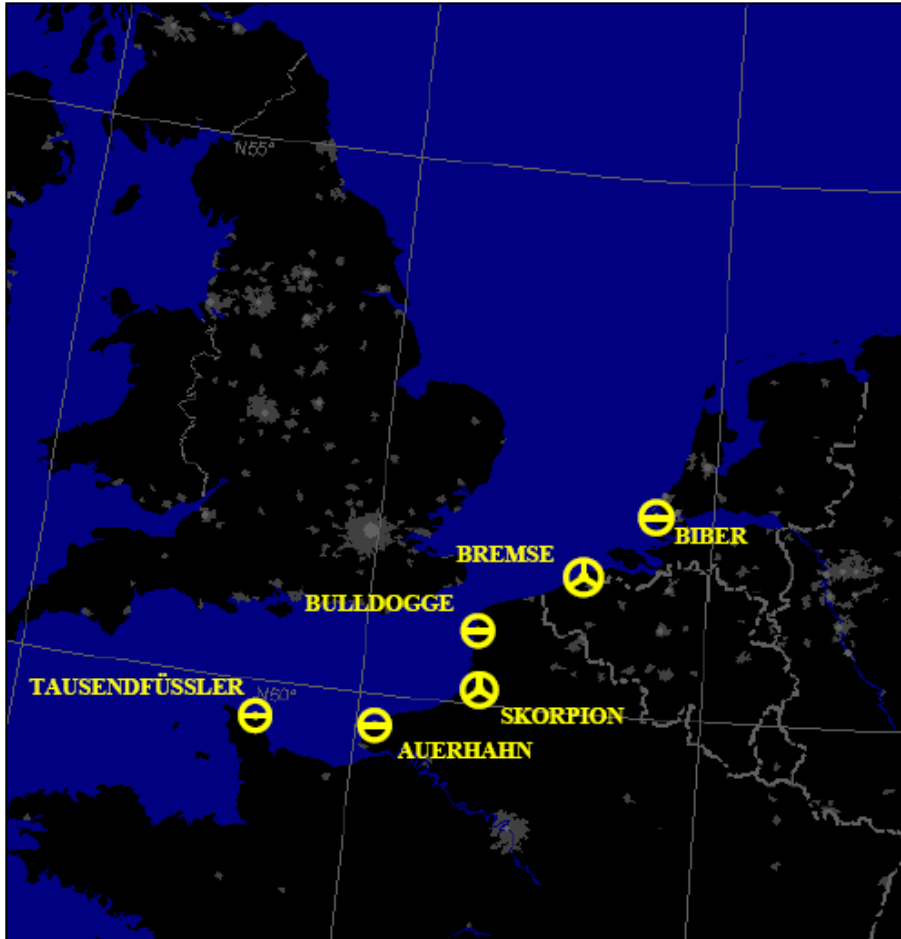 N55°
BIBER
BREMSE
BULLDOGGE
TAUSENDFÜSSLER
N50°
SKORPION
AUERHAHN